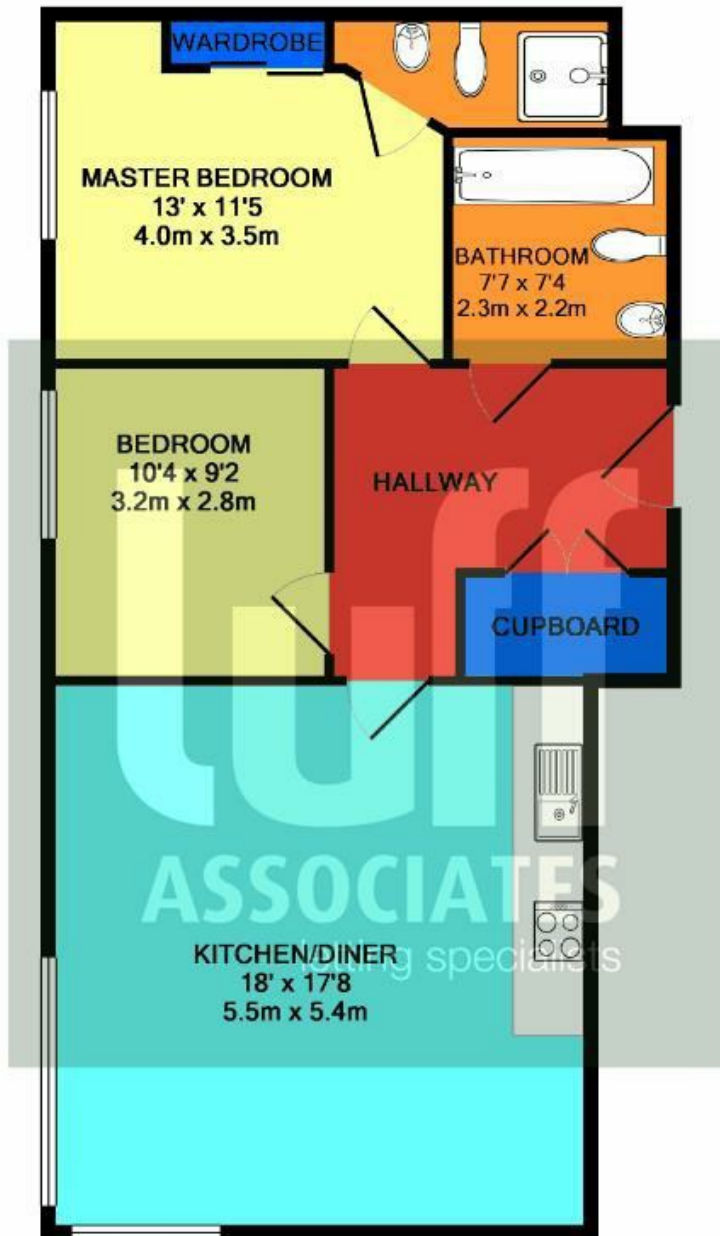 WARDROBE
MASTER BEDROOM
13' x 11'5
4.0m x 3.5m
BATHROOM
7'7 x 7'4
2.3m x 2.2m
BEDROOM
10'4 x 9'2
3.2m x 2.8m
HALLWAY
CUPBOARD
luff
ASSOCIATES
letting specialists
KITCHEN/DINER
18' x 17'8
5.5m x 5.4m